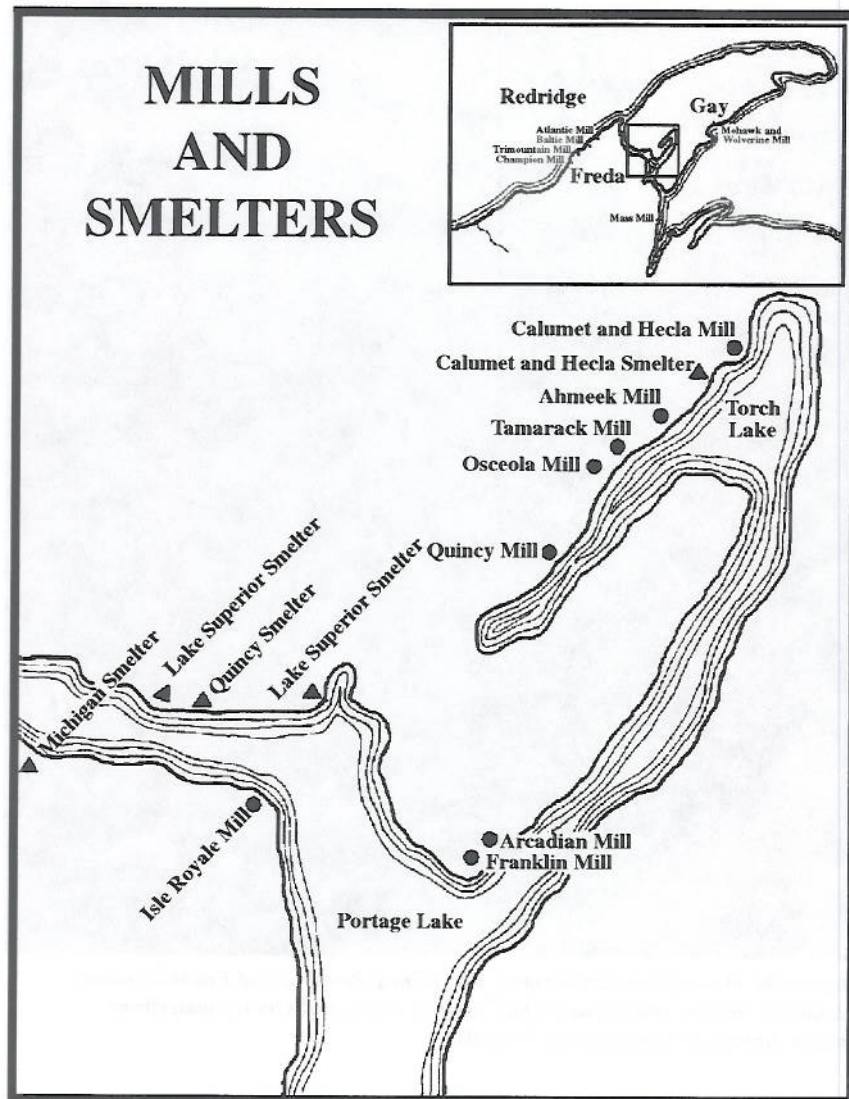 MILLS
AND
SMELTERS
Redridge
Gay
Atlantic Mill
Baltic Mill
Trimountain Mill
Champion Mill
Mohawk and
Wolverine Mill
Freda
Mass Mill
Calumet and Hecla Mill
Calumet and Hecla Smelter
Ahmeek Mill
Torch
Lake
Tamarack Mill
Osceola Mill
Quincy Mill
Lake Superior Smelter
Quincy Smelter
Lake Superior Smelter
Michigan Smelter
Isle Royale Mill
Arcadian Mill
Franklin Mill
Portage Lake